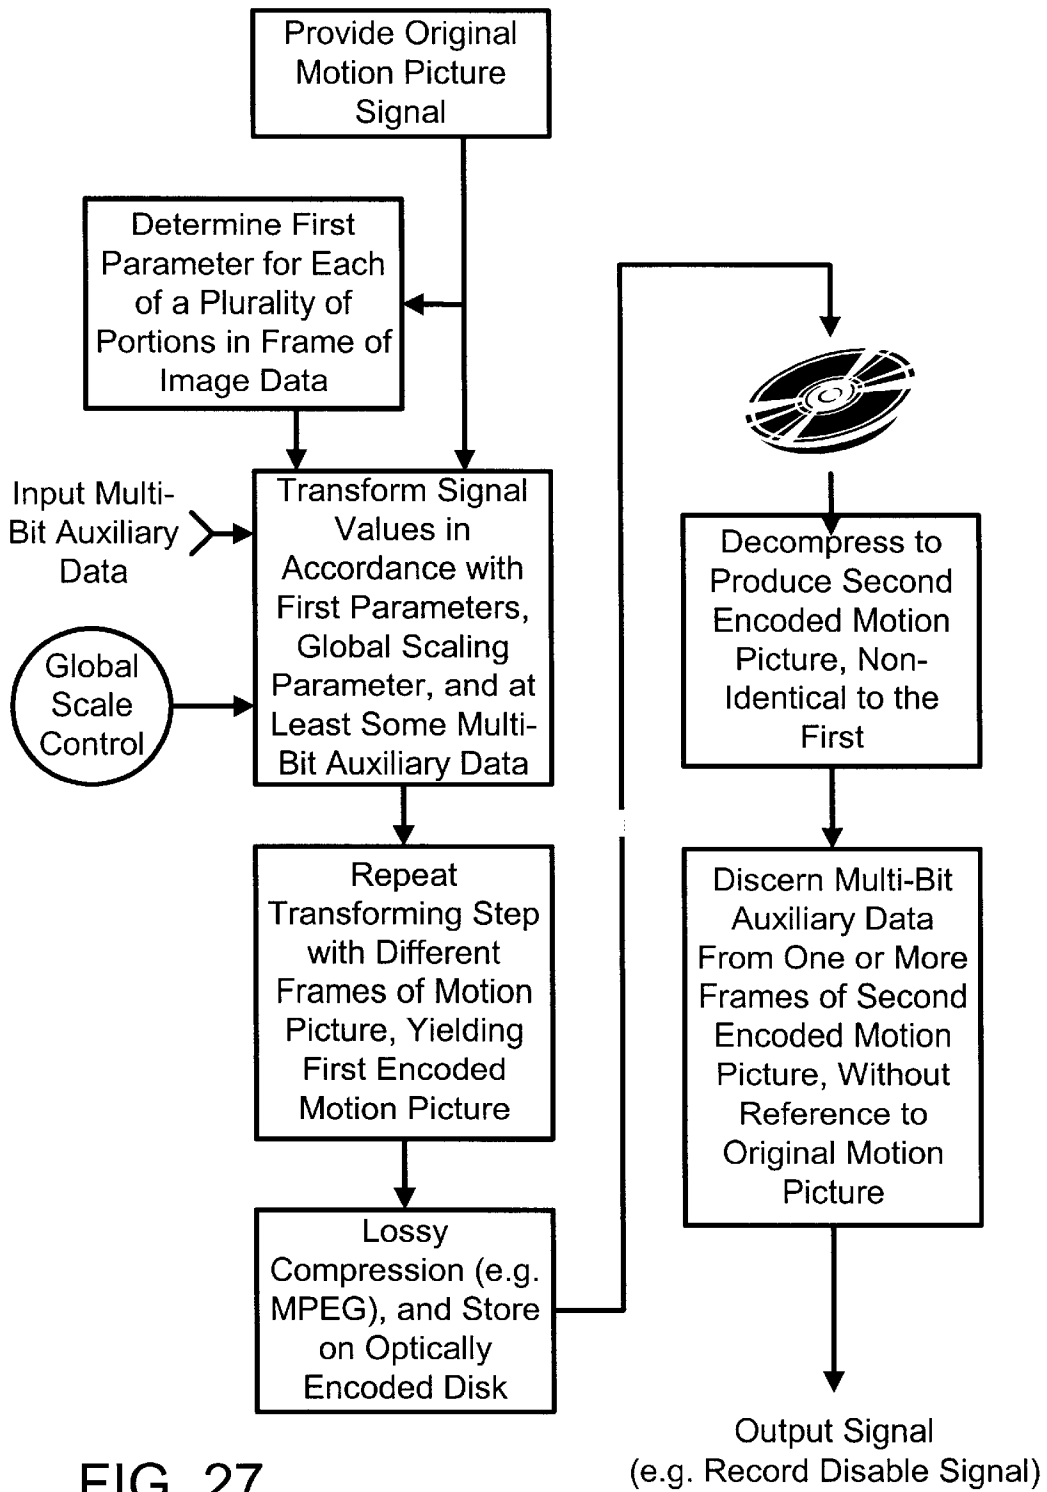 Provide Original
Motion Picture
Signal
Determine First
Parameter for Each
of a Plurality of
Portions in Frame of
Image Data
Input Multi-
Bit Auxiliary
Data
Global
Scale
Control
Transform Signal
Values in
Accordance with
First Parameters,
Global Scaling
Parameter, and at
Least Some Multi-
Bit Auxiliary Data
Repeat
Transforming Step
with Different
Frames of Motion
Picture, Yielding
First Encoded
Motion Picture
Lossy
Compression (e.g.
MPEG), and Store
on Optically
Encoded Disk
Decompress to
Produce Second
Encoded Motion
Picture, Non-
Identical to the
First
Discern Multi-Bit
Auxiliary Data
From One or More
Frames of Second
Encoded Motion
Picture, Without
Reference to
Original Motion
Picture
Output Signal
(e.g. Record Disable Signal)
FIG. 27